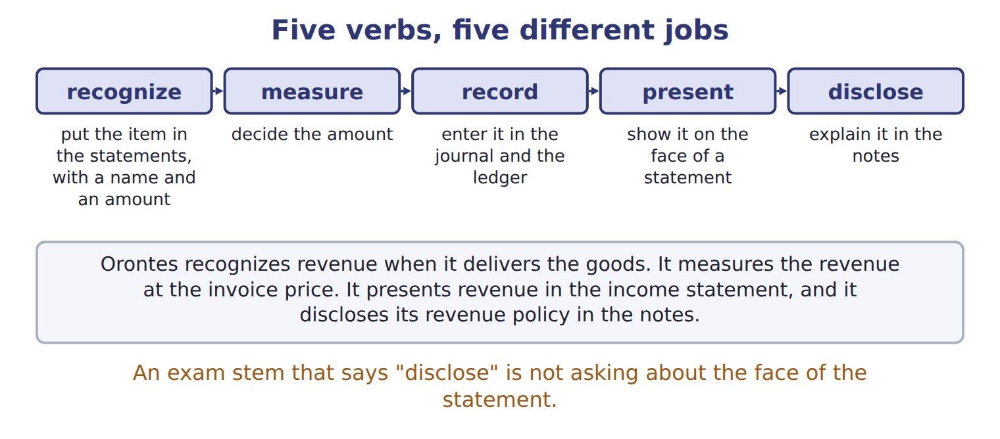 Five verbs, five different jobs
recognize
measure
record
present
disclose
put the item in
the statements,
with a name and
an amount
decide the amount
enter it in the
journal and the
ledger
show it on the
face of a
statement
explain it in the
notes
Orontes recognizes revenue when it delivers the goods. It measures the revenue
at the invoice price. It presents revenue in the income statement, and it
discloses its revenue policy in the notes.
An exam stem that says "disclose" is not asking about the face of the
statement.